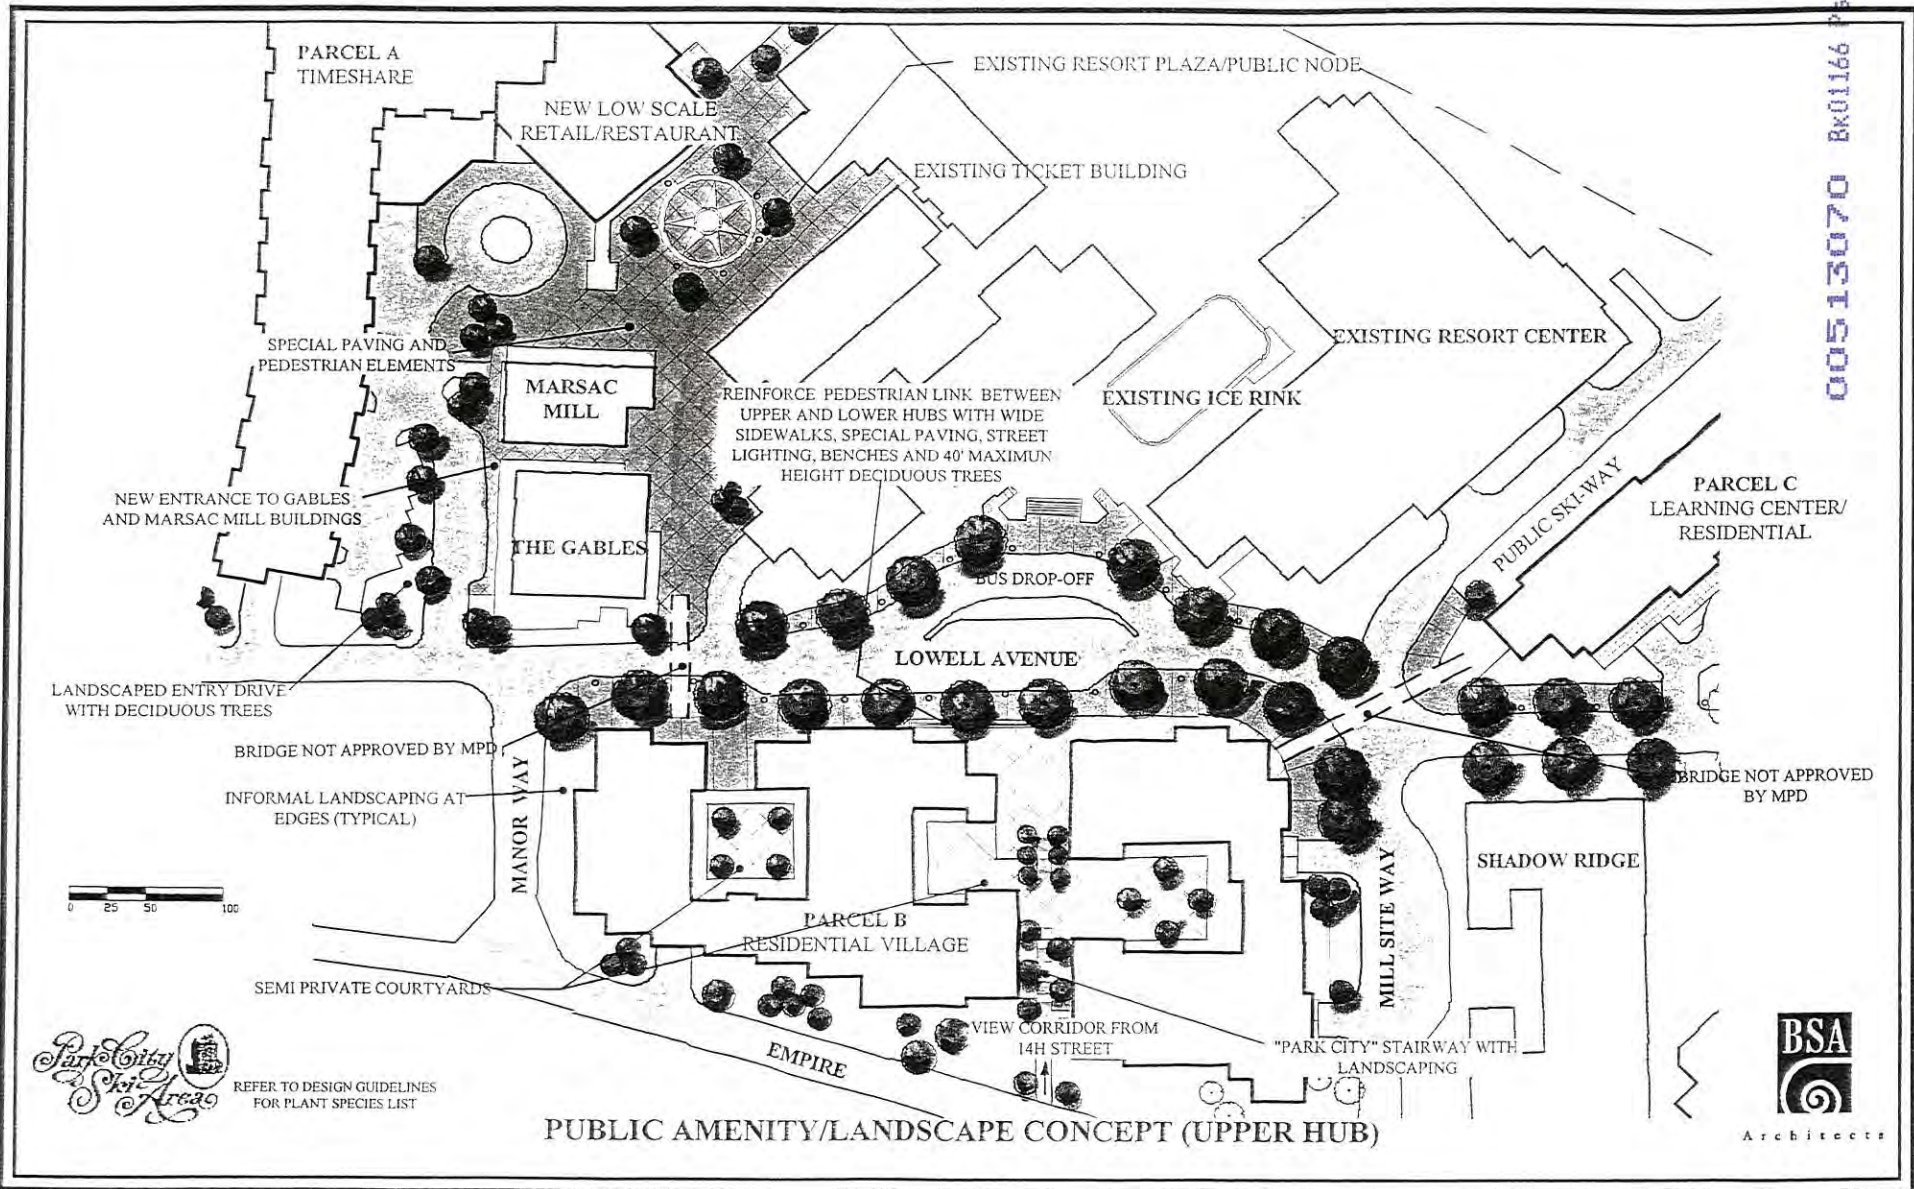 PARCEL A
TIMESHARE
NEW LOW SCALE
RETAIL/RESTAURANT
EXISTING RESORT PLAZA/PUBLIC NODE
EXISTING TICKET BUILDING
00513070 BK01166 PG
SPECIAL PAVING AND
PEDESTRIAN ELEMENTS
MARSAC
MILL
REINFORCE PEDESTRIAN LINK BETWEEN
UPPER AND LOWER HUBS WITH WIDE
SIDEWALKS, SPECIAL PAVING, STREET
LIGHTING, BENCHES AND 40' MAXIMUN
HEIGHT DECIDUOUS TREES
EXISTING ICE RINK
EXISTING RESORT CENTER
PUBLIC SKI-WAY
PARCEL C
LEARNING CENTER/
RESIDENTIAL
NEW ENTRANCE TO GABLES
AND MARSAC MILL BUILDINGS
THE GABLES
BUS DROP-OFF
LOWELL AVENUE
LANDSCAPED ENTRY DRIVE
WITH DECIDUOUS TREES
BRIDGE NOT APPROVED BY MPD
INFORMAL LANDSCAPING AT
EDGES (TYPICAL)
MANOR WAY
BRIDGE NOT APPROVED
BY MPD
SHADOW RIDGE
MILL SITE WAY
0 25 50 100
PARCEL B
RESIDENTIAL VILLAGE
SEMI PRIVATE COURTYARDS
EMPIRE
VIEW CORRIDOR FROM
14H STREET
"PARK CITY" STAIRWAY WITH
LANDSCAPING
Park City
Ski Area
REFER TO DESIGN GUIDELINES
FOR PLANT SPECIES LIST
PUBLIC AMENITY/LANDSCAPE CONCEPT (UPPER HUB)
BSA
Architects